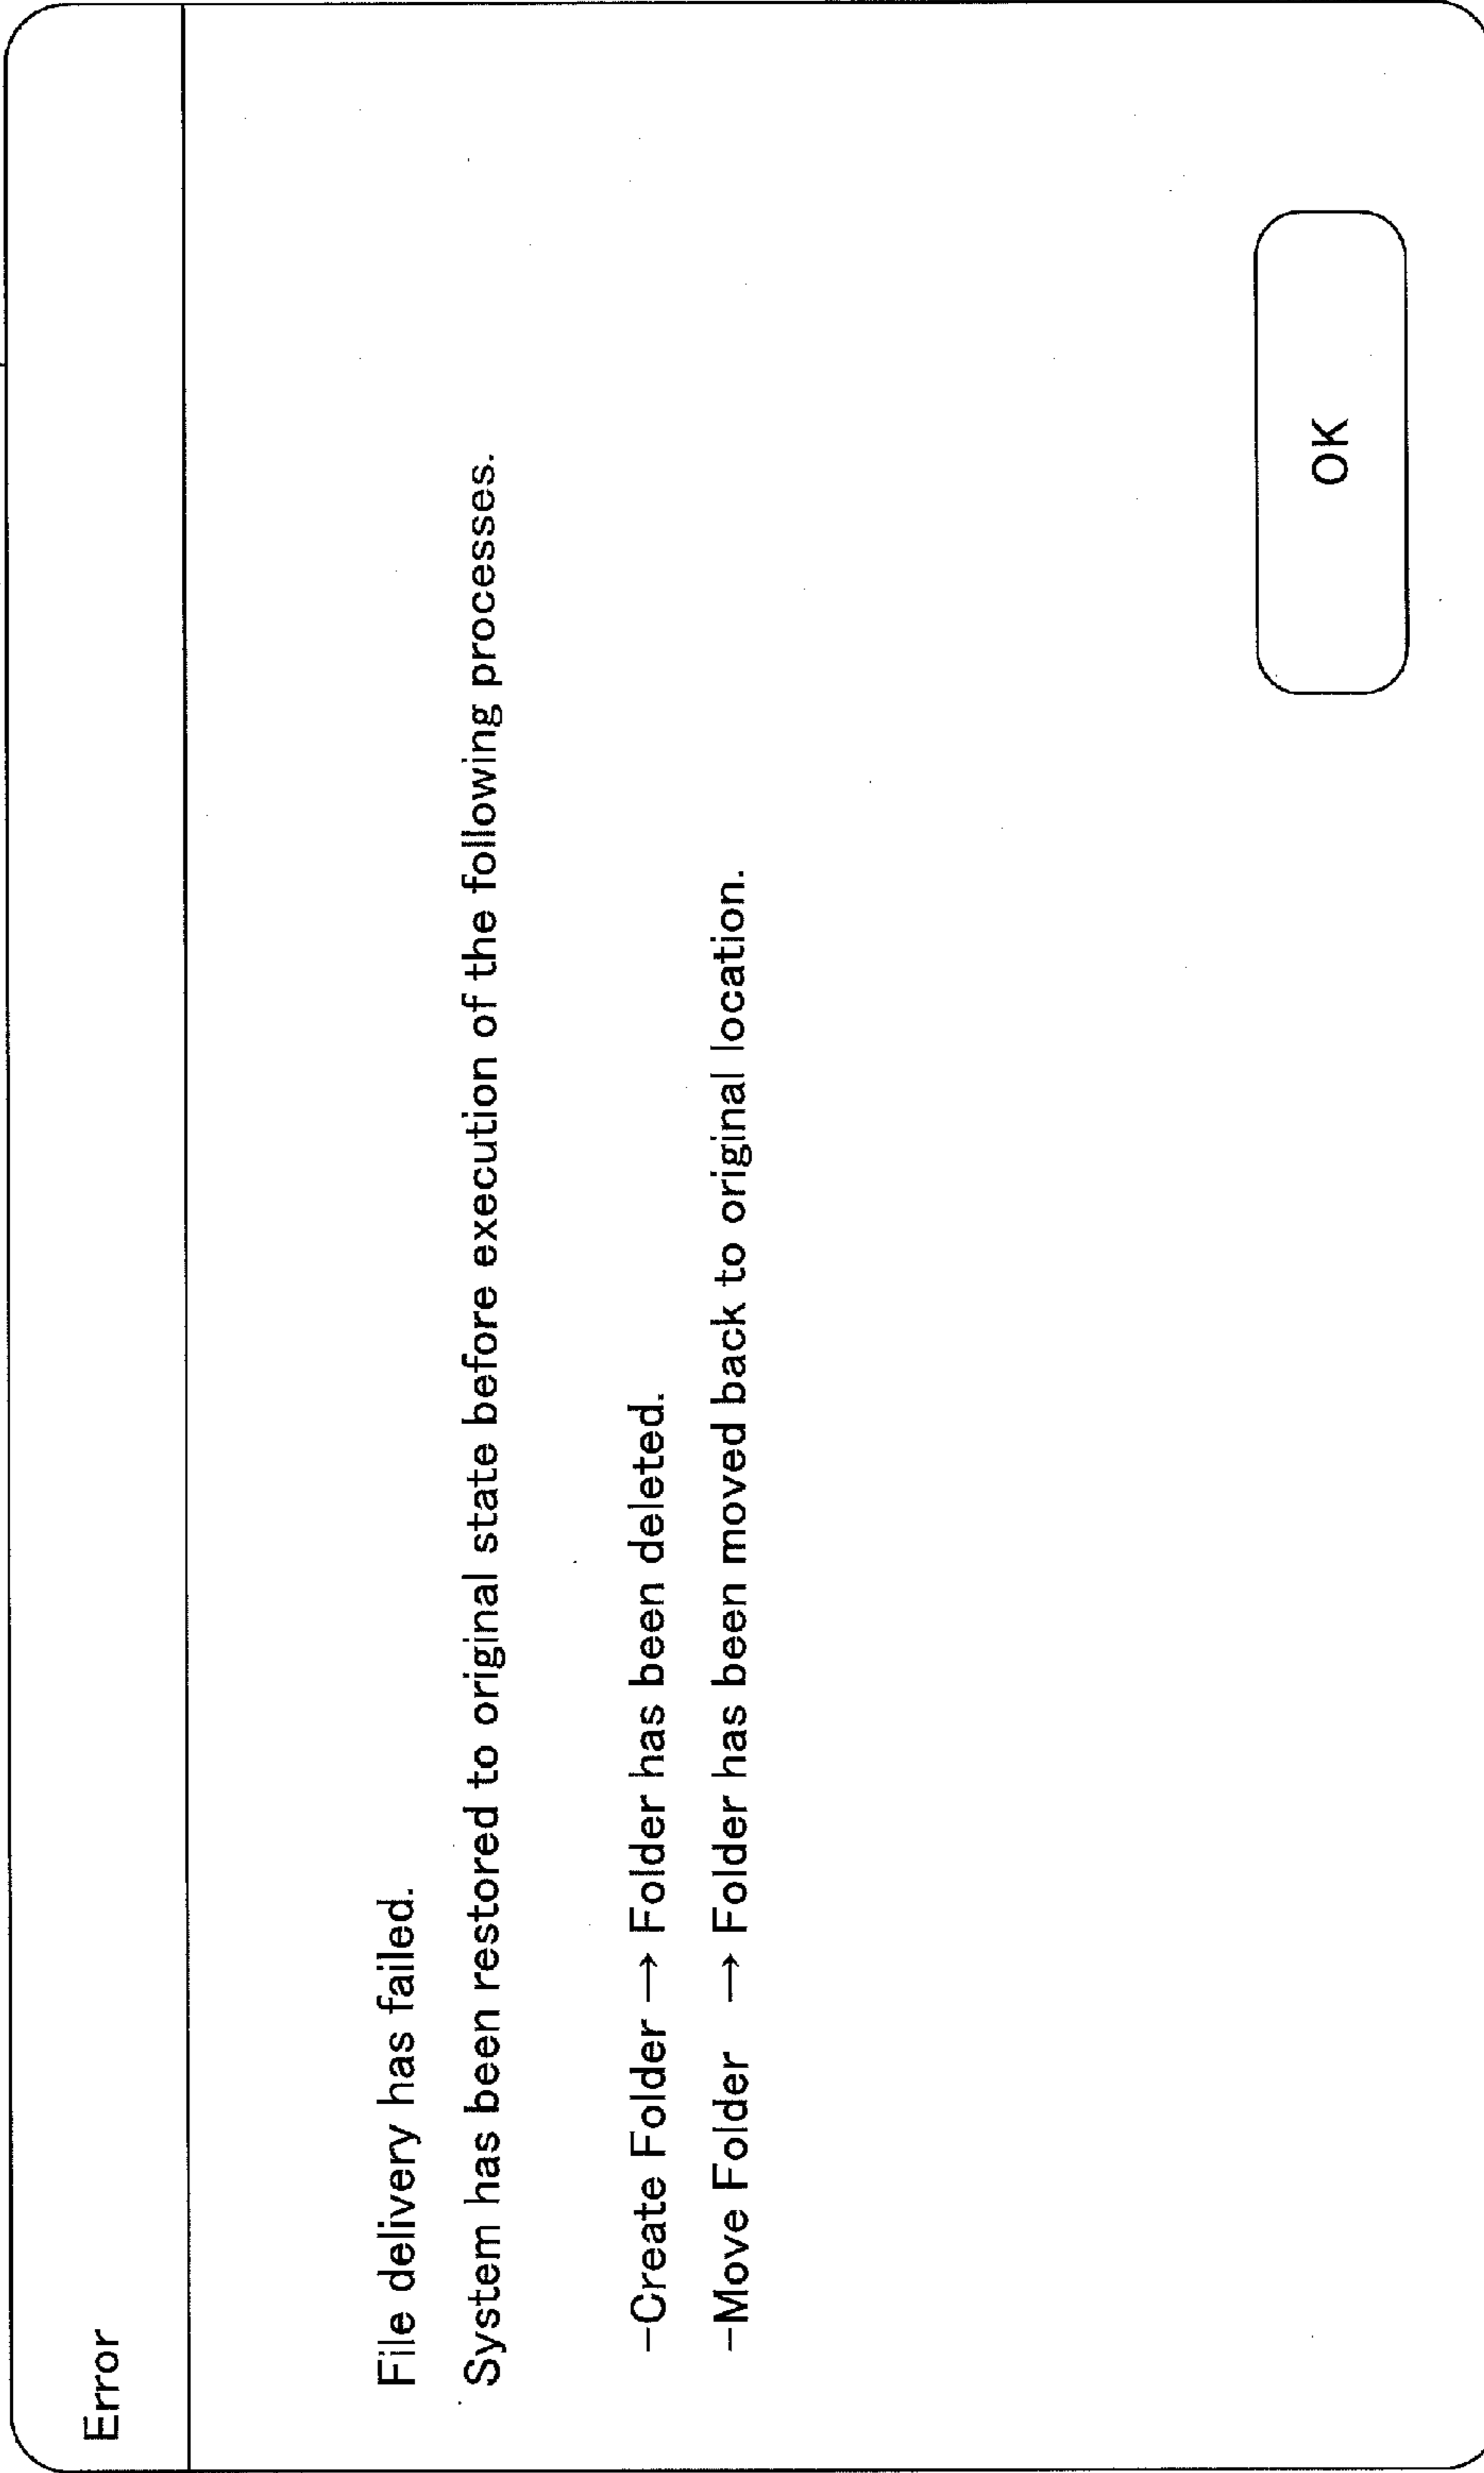 Error
File delivery has failed.
System has been restored to original state before execution of the following processes.
-Create Folder → Folder has been deleted.
-Move Folder → Folder has been moved back to original location.
OK